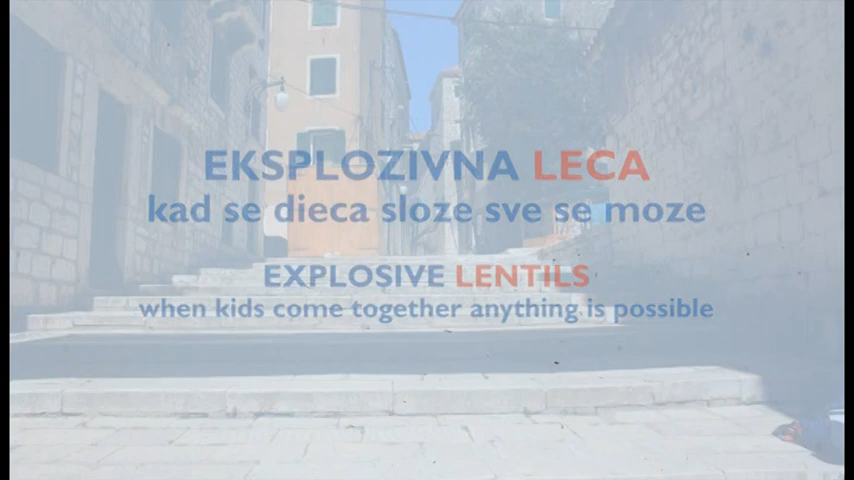 EKSPLOZIVNA LECA
kad se dieca sloze sve se moze
EXPLOSIVE LENTILS
when kids come together anything is possible